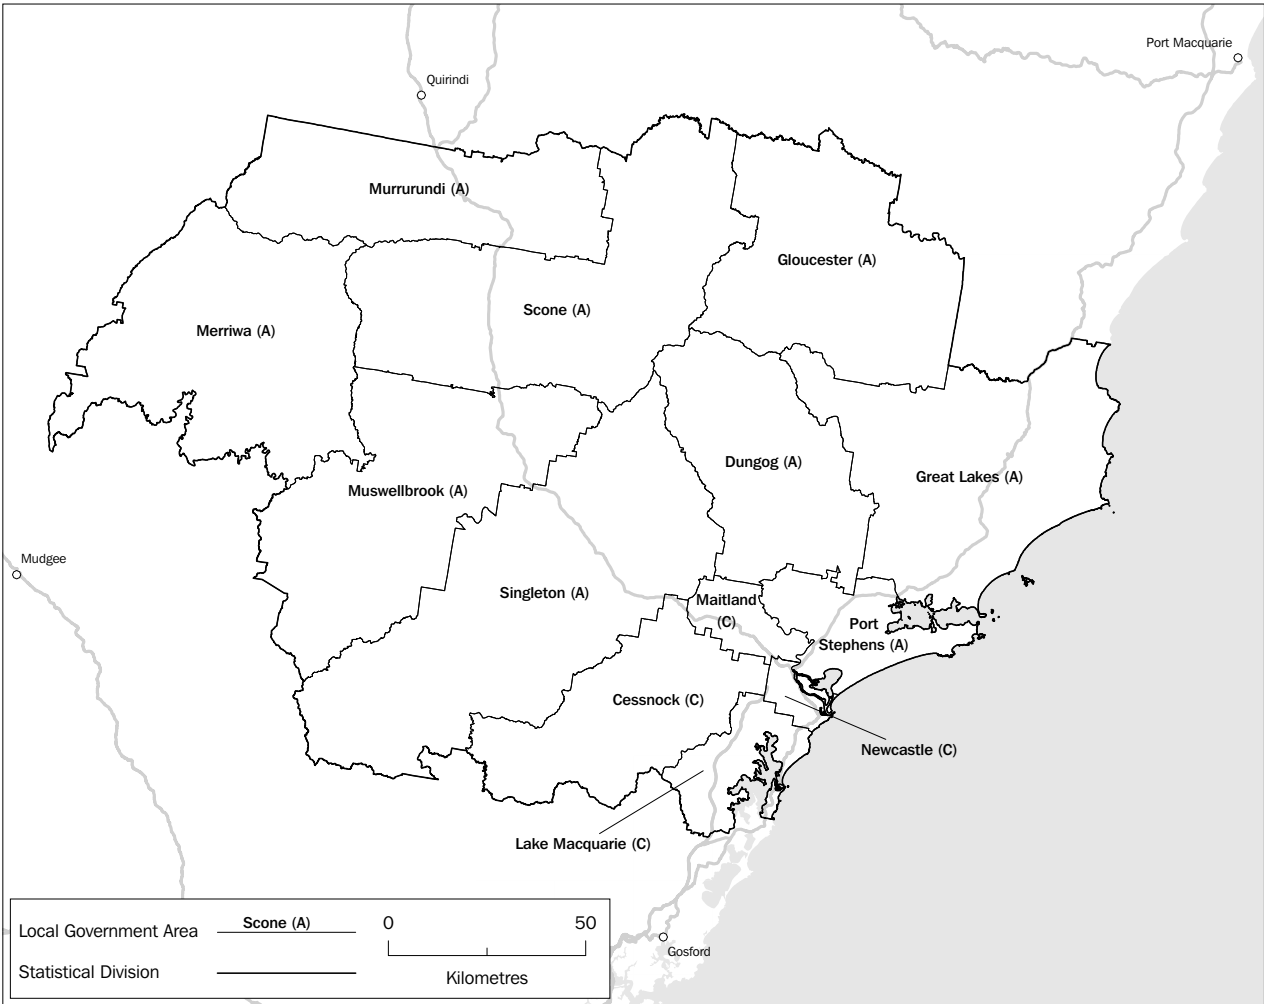 Port Macquarie
Quirindi
Murrurundi (A)
Gloucester (A)
Scone (A)
Merriwa (A)
Dungog (A)
Great Lakes (A)
Muswellbrook (A)
Mudgee
Singleton (A)
Maitland
(C)
Port
Stephens (A)
Cessnock (C)
Newcastle (C)
Lake Macquarie (C)
Local Government Area
Scone (A)
0
50
Statistical Division
Kilometres
Gosford